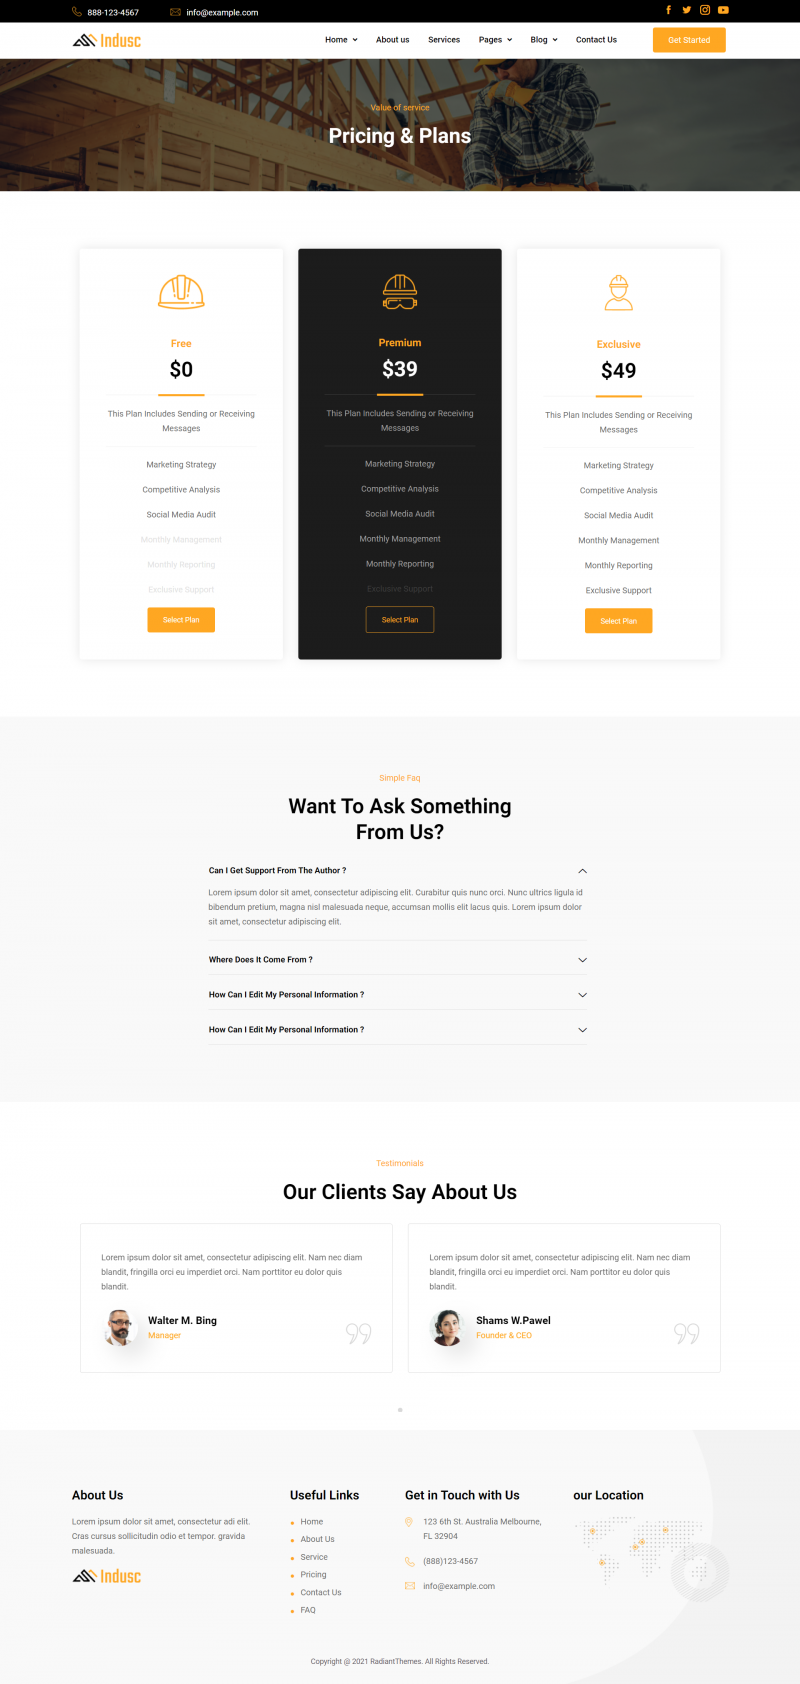 888-123-4567
info@example.com
Indusc
Home
About us
Services
Pages
Blog
Contact Us
Get Started
Value of service
Pricing & Plans
Free
$0
This Plan Includes Sending or Receiving
Messages
Marketing Strategy
Competitive Analysis
Social Media Audit
Monthly Management
Monthly Reporting
Exclusive Support
Select Plan
Premium
$39
This Plan Includes Sending or Receiving
Messages
Marketing Strategy
Competitive Analysis
Social Media Audit
Monthly Management
Monthly Reporting
Exclusive Support
Select Plan
Exclusive
$49
This Plan Includes Sending or Receiving
Messages
Marketing Strategy
Competitive Analysis
Social Media Audit
Monthly Management
Monthly Reporting
Exclusive Support
Select Plan
Simple Faq
Want To Ask Something
From Us?
Can I Get Support From The Author ?
Lorem ipsum dolor sit amet, consectetur adipiscing elit. Curabitur quis nunc orci. Nunc ultrics ligula id
bibendum pretium, magna nisl malesuada neque, accumsan mollis elit lacus quis. Lorem ipsum dolor
sit amet, consectetur adipiscing elit.
Where Does It Come From ?
How Can I Edit My Personal Information ?
How Can I Edit My Personal Information ?
Testimonials
Our Clients Say About Us
Lorem ipsum dolor sit amet, consectetur adipiscing elit. Nam nec diam
blandit, fringilla orci eu imperdiet orci. Nam porttitor eu dolor quis
blandit.
Walter M. Bing
Manager
Lorem ipsum dolor sit amet, consectetur adipiscing elit. Nam nec diam
blandit, fringilla orci eu imperdiet orci. Nam porttitor eu dolor quis
blandit.
Shams W.Pawel
Founder & CEO
About Us
Lorem ipsum dolor sit amet, consectetur adi elit.
Cras cursus sollicitudin odio et tempor. gravida
malesuada.
Indusc
Useful Links
Home
About Us
Service
Pricing
Contact Us
FAQ
Get in Touch with Us
123 6th St. Australia Melbourne,
FL 32904
(888)123-4567
info@example.com
our Location
Copyright @ 2021 RadiantThemes. All Rights Reserved.